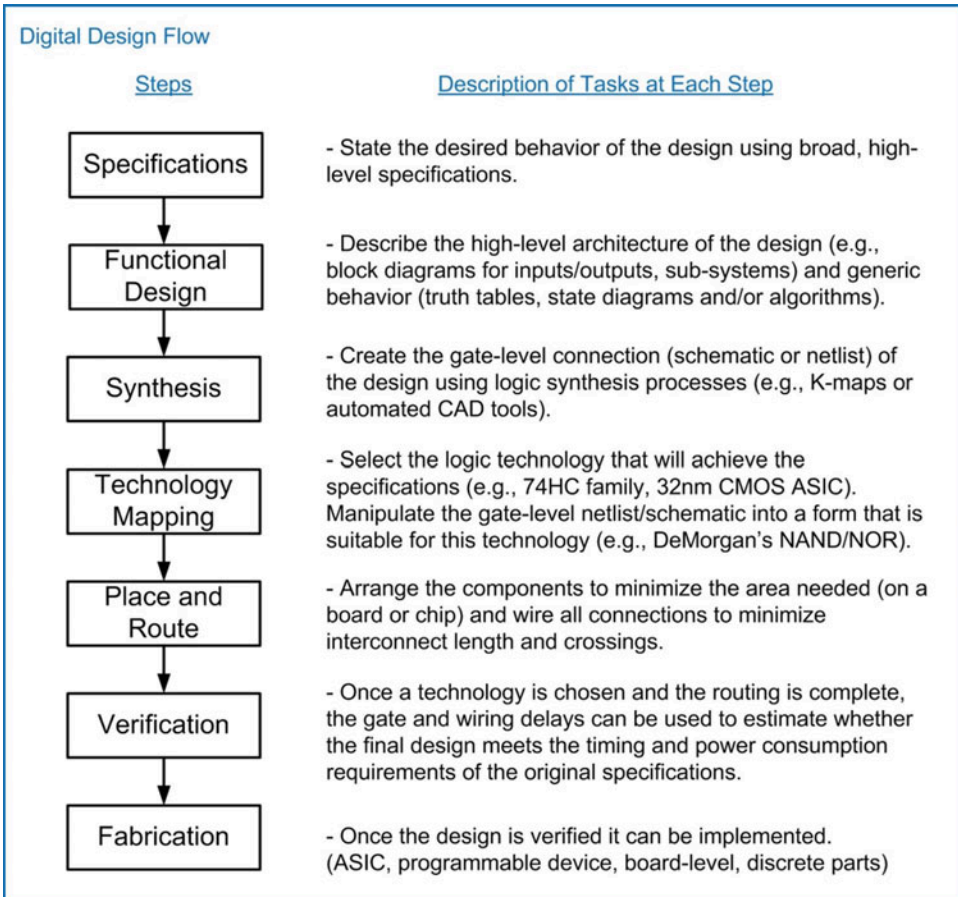 Digital Design Flow
Steps
Description of Tasks at Each Step
Specifications
- State the desired behavior of the design using broad, high-
level specifications.
Functional
Design
- Describe the high-level architecture of the design (e.g.,
block diagrams for inputs/outputs, sub-systems) and generic
behavior (truth tables, state diagrams and/or algorithms).
Synthesis
- Create the gate-level connection (schematic or netlist) of
the design using logic synthesis processes (e.g., K-maps or
automated CAD tools).
Technology
Mapping
- Select the logic technology that will achieve the
specifications (e.g., 74HC family, 32nm CMOS ASIC).
Manipulate the gate-level netlist/schematic into a form that is
suitable for this technology (e.g., DeMorgan's NAND/NOR).
Place and
Route
- Arrange the components to minimize the area needed (on a
board or chip) and wire all connections to minimize
interconnect length and crossings.
Verification
- Once a technology is chosen and the routing is complete,
the gate and wiring delays can be used to estimate whether
the final design meets the timing and power consumption
requirements of the original specifications.
Fabrication
- Once the design is verified it can be implemented.
(ASIC, programmable device, board-level, discrete parts)